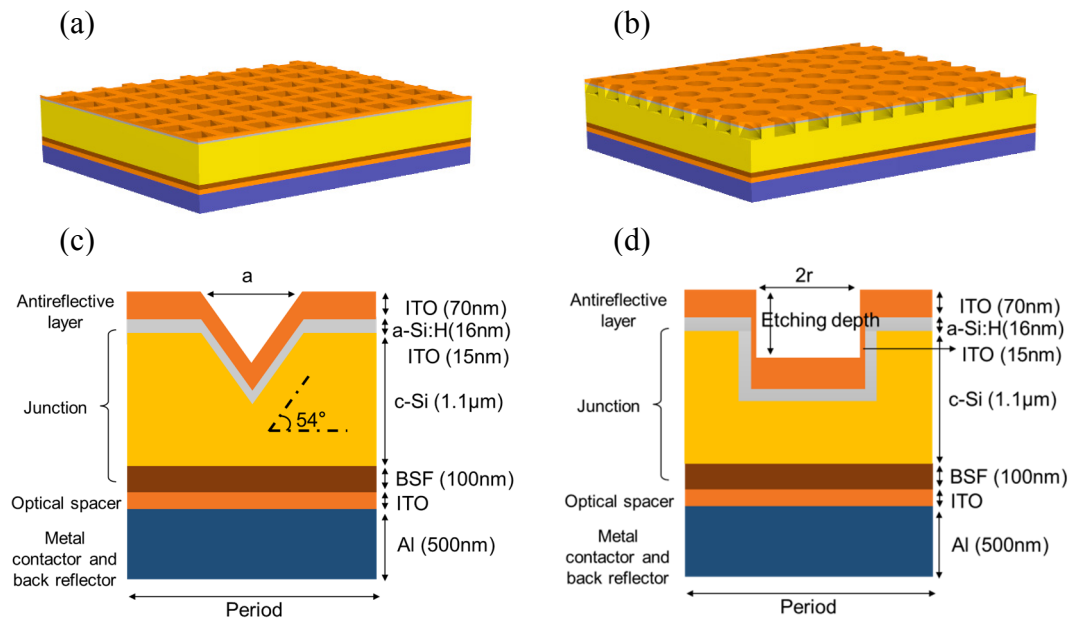 (a)
(b)
(c)
a
Antireflective
layer
ITO (70nm)
a-Si:H(16nm)
ITO (15nm)
Junction
c-Si (1.1μm)
54°
BSF (100nm)
Optical spacer
ITO
Metal
contactor and
back reflector
Al (500nm)
Period
(d)
2r
Antireflective
layer
Etching depth
ITO (70nm)
a-Si:H(16nm)
ITO (15nm)
Junction
c-Si (1.1μm)
BSF (100nm)
Optical spacer
ITO
Metal
contactor and
back reflector
Al (500nm)
Period